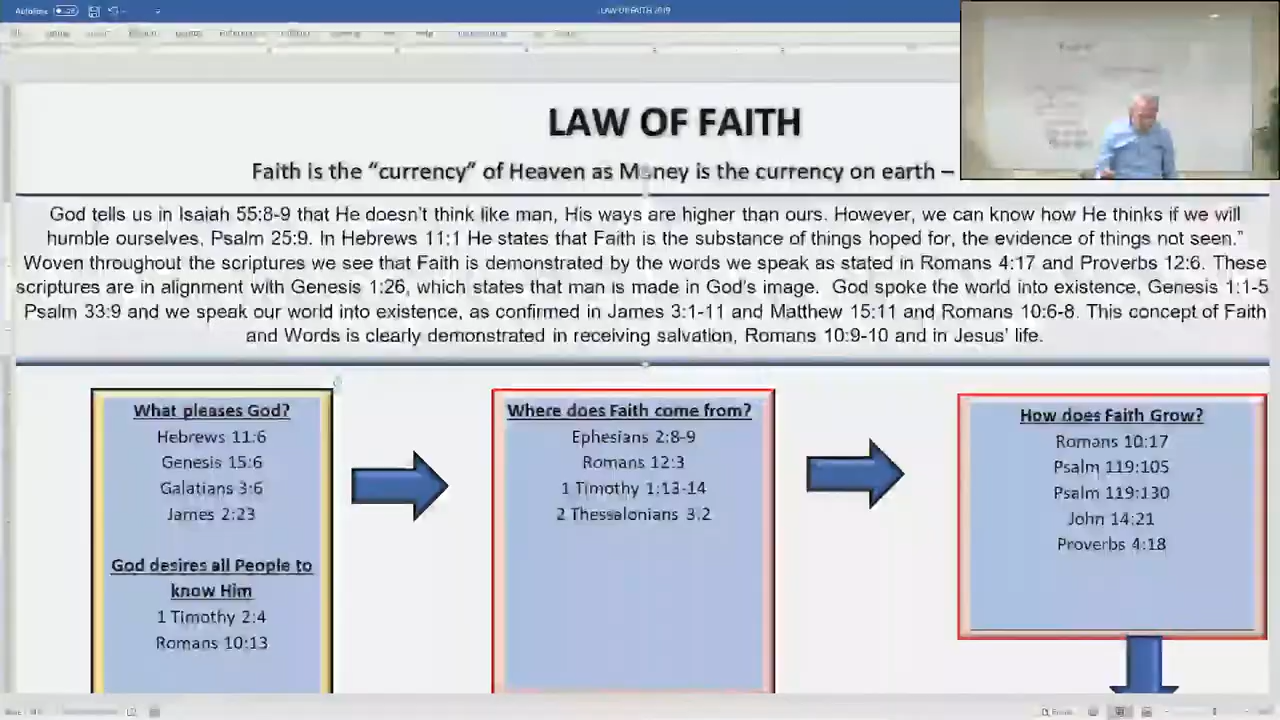 LAW OF FAITH 2019
LAW OF FAITH
Faith is the “currency” of Heaven as Money is the currency on earth –
God tells us in Isaiah 55:8-9 that He doesn’t think like man, His ways are higher than ours. However, we can know how He thinks if we will
humble ourselves, Psalm 25:9. In Hebrews 11:1 He states that Faith is the substance of things hoped for, the evidence of things not seen.”
Woven throughout the scriptures we see that Faith is demonstrated by the words we speak as stated in Romans 4:17 and Proverbs 12:6. These
scriptures are in alignment with Genesis 1:26, which states that man is made in God’s image. God spoke the world into existence, Genesis 1:1-5
Psalm 33:9 and we speak our world into existence, as confirmed in James 3:1-11 and Matthew 15:11 and Romans 10:6-8. This concept of Faith
and Words is clearly demonstrated in receiving salvation, Romans 10:9-10 and in Jesus’ life.
What pleases God?
Hebrews 11:6
Genesis 15:6
Galatians 3:6
James 2:23
God desires all People to
know Him
1 Timothy 2:4
Romans 10:13
Where does Faith come from?
Ephesians 2:8-9
Romans 12:3
1 Timothy 1:13-14
2 Thessalonians 3:2
How does Faith Grow?
Romans 10:17
Psalm 119:105
Psalm 119:130
John 14:21
Proverbs 4:18